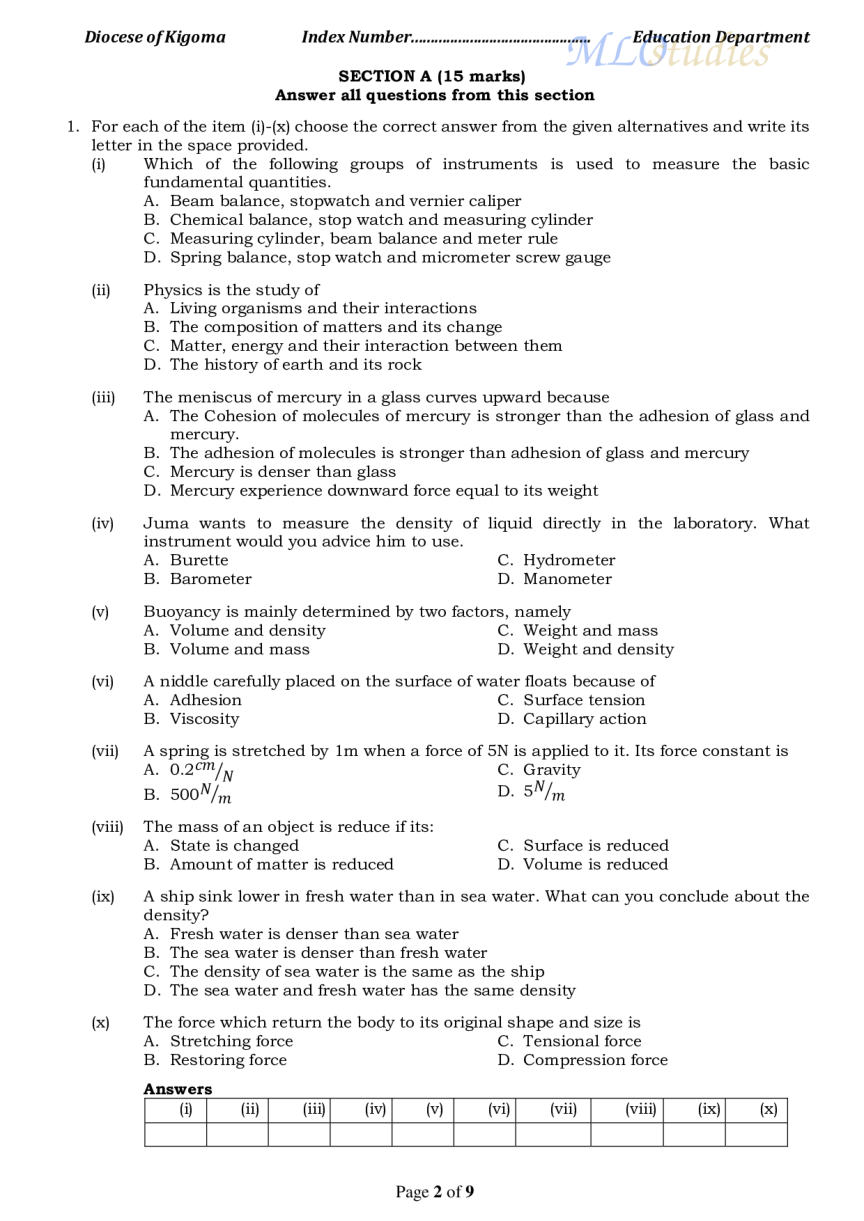 Diocese of Kigoma Index Number.............................................. Education Department
MLOstudies
SECTION A (15 marks)
Answer all questions from this section
1. For each of the item (i)-(x) choose the correct answer from the given alternatives and write its
letter in the space provided.
(i) Which of the following groups of instruments is used to measure the basic
fundamental quantities.
A. Beam balance, stopwatch and vernier caliper
B. Chemical balance, stop watch and measuring cylinder
C. Measuring cylinder, beam balance and meter rule
D. Spring balance, stop watch and micrometer screw gauge
(ii) Physics is the study of
A. Living organisms and their interactions
B. The composition of matters and its change
C. Matter, energy and their interaction between them
D. The history of earth and its rock
(iii) The meniscus of mercury in a glass curves upward because
A. The Cohesion of molecules of mercury is stronger than the adhesion of glass and
mercury.
B. The adhesion of molecules is stronger than adhesion of glass and mercury
C. Mercury is denser than glass
D. Mercury experience downward force equal to its weight
(iv) Juma wants to measure the density of liquid directly in the laboratory. What
instrument would you advice him to use.
A. Burette C. Hydrometer
B. Barometer D. Manometer
(v) Buoyancy is mainly determined by two factors, namely
A. Volume and density C. Weight and mass
B. Volume and mass D. Weight and density
(vi) A niddle carefully placed on the surface of water floats because of
A. Adhesion C. Surface tension
B. Viscosity D. Capillary action
(vii) A spring is stretched by 1m when a force of 5N is applied to it. Its force constant is
A. 0.2 cm/N C. Gravity
B. 500 N/m D. 5 N/m
(viii) The mass of an object is reduce if its:
A. State is changed C. Surface is reduced
B. Amount of matter is reduced D. Volume is reduced
(ix) A ship sink lower in fresh water than in sea water. What can you conclude about the
density?
A. Fresh water is denser than sea water
B. The sea water is denser than fresh water
C. The density of sea water is the same as the ship
D. The sea water and fresh water has the same density
(x) The force which return the body to its original shape and size is
A. Stretching force C. Tensional force
B. Restoring force D. Compression force
Answers
(i) (ii) (iii) (iv) (v) (vi) (vii) (viii) (ix) (x)
Page 2 of 9